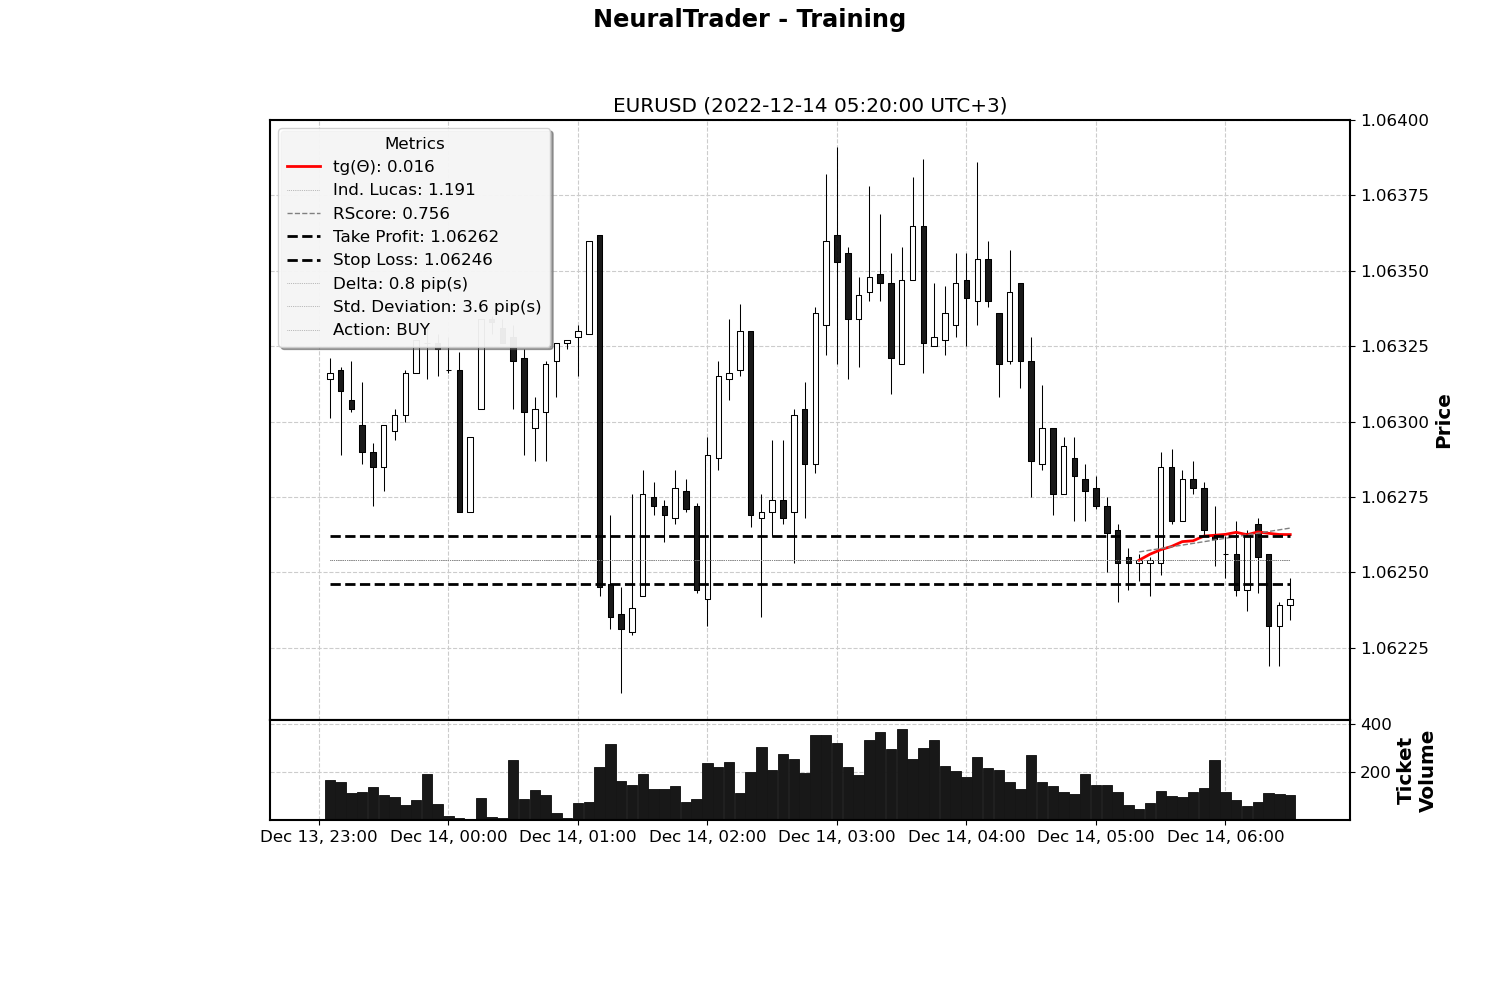 NeuralTrader - Training
EURUSD (2022-12-14 05:20:00 UTC+3)
Metrics
tg(Θ): 0.016
Ind. Lucas: 1.191
RScore: 0.756
Take Profit: 1.06262
Stop Loss: 1.06246
Delta: 0.8 pip(s)
Std. Deviation: 3.6 pip(s)
Action: BUY
1.06400
1.06375
1.06350
1.06325
1.06300
1.06275
1.06250
1.06225
Price
400
200
Ticket
Volume
Dec 13, 23:00 Dec 14, 00:00 Dec 14, 01:00 Dec 14, 02:00 Dec 14, 03:00 Dec 14, 04:00 Dec 14, 05:00 Dec 14, 06:00